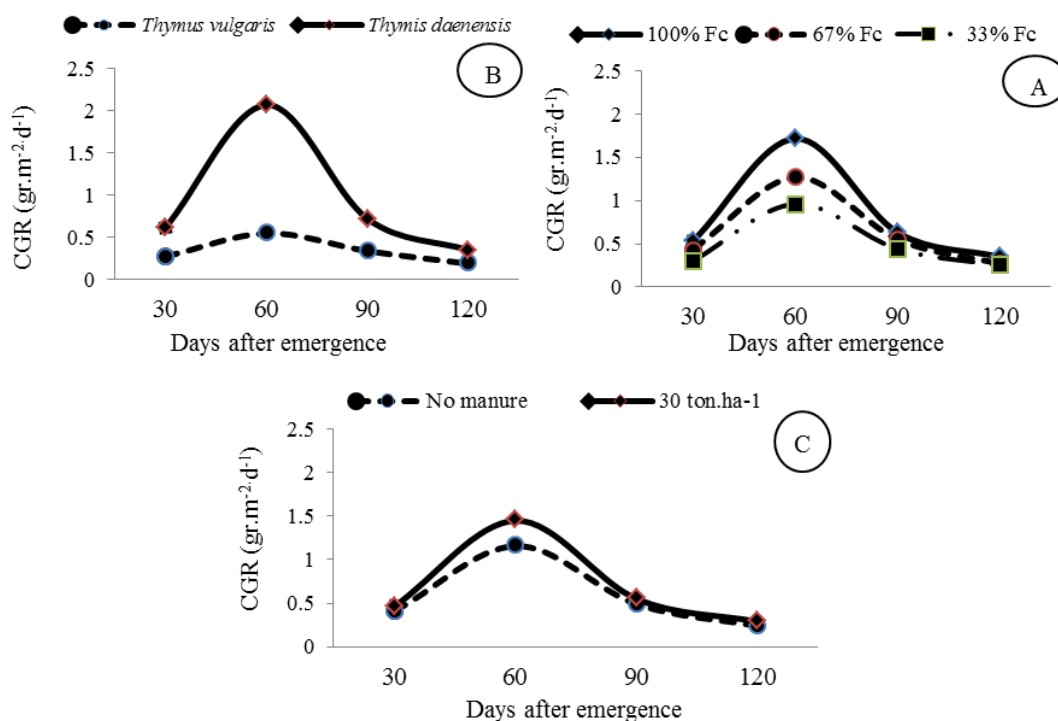 Thymus vulgaris Thymis daenensis
B
2.5
2
1.5
1
0.5
0
CGR (gr.m-2.d-1)
30 60 90 120
Days after emergence
100% Fc 67% Fc 33% Fc
A
2.5
2
1.5
1
0.5
0
CGR (gr.m-2.d-1)
30 60 90 120
Days after emergence
No manure 30 ton.ha-1
C
2.5
2
1.5
1
0.5
0
CGR (gr.m-2.d-1)
30 60 90 120
Days after emergence